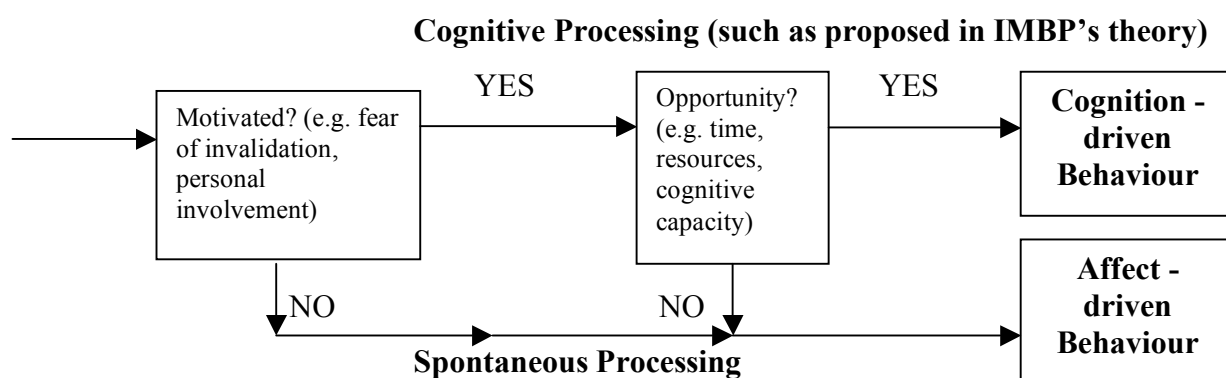 Cognitive Processing (such as proposed in IMBP’s theory)
YES
YES
Motivated? (e.g. fear
of invalidation,
personal
involvement)
Opportunity?
(e.g. time,
resources,
cognitive
capacity)
Cognition -
driven
Behaviour
NO
NO
Affect -
driven
Behaviour
Spontaneous Processing